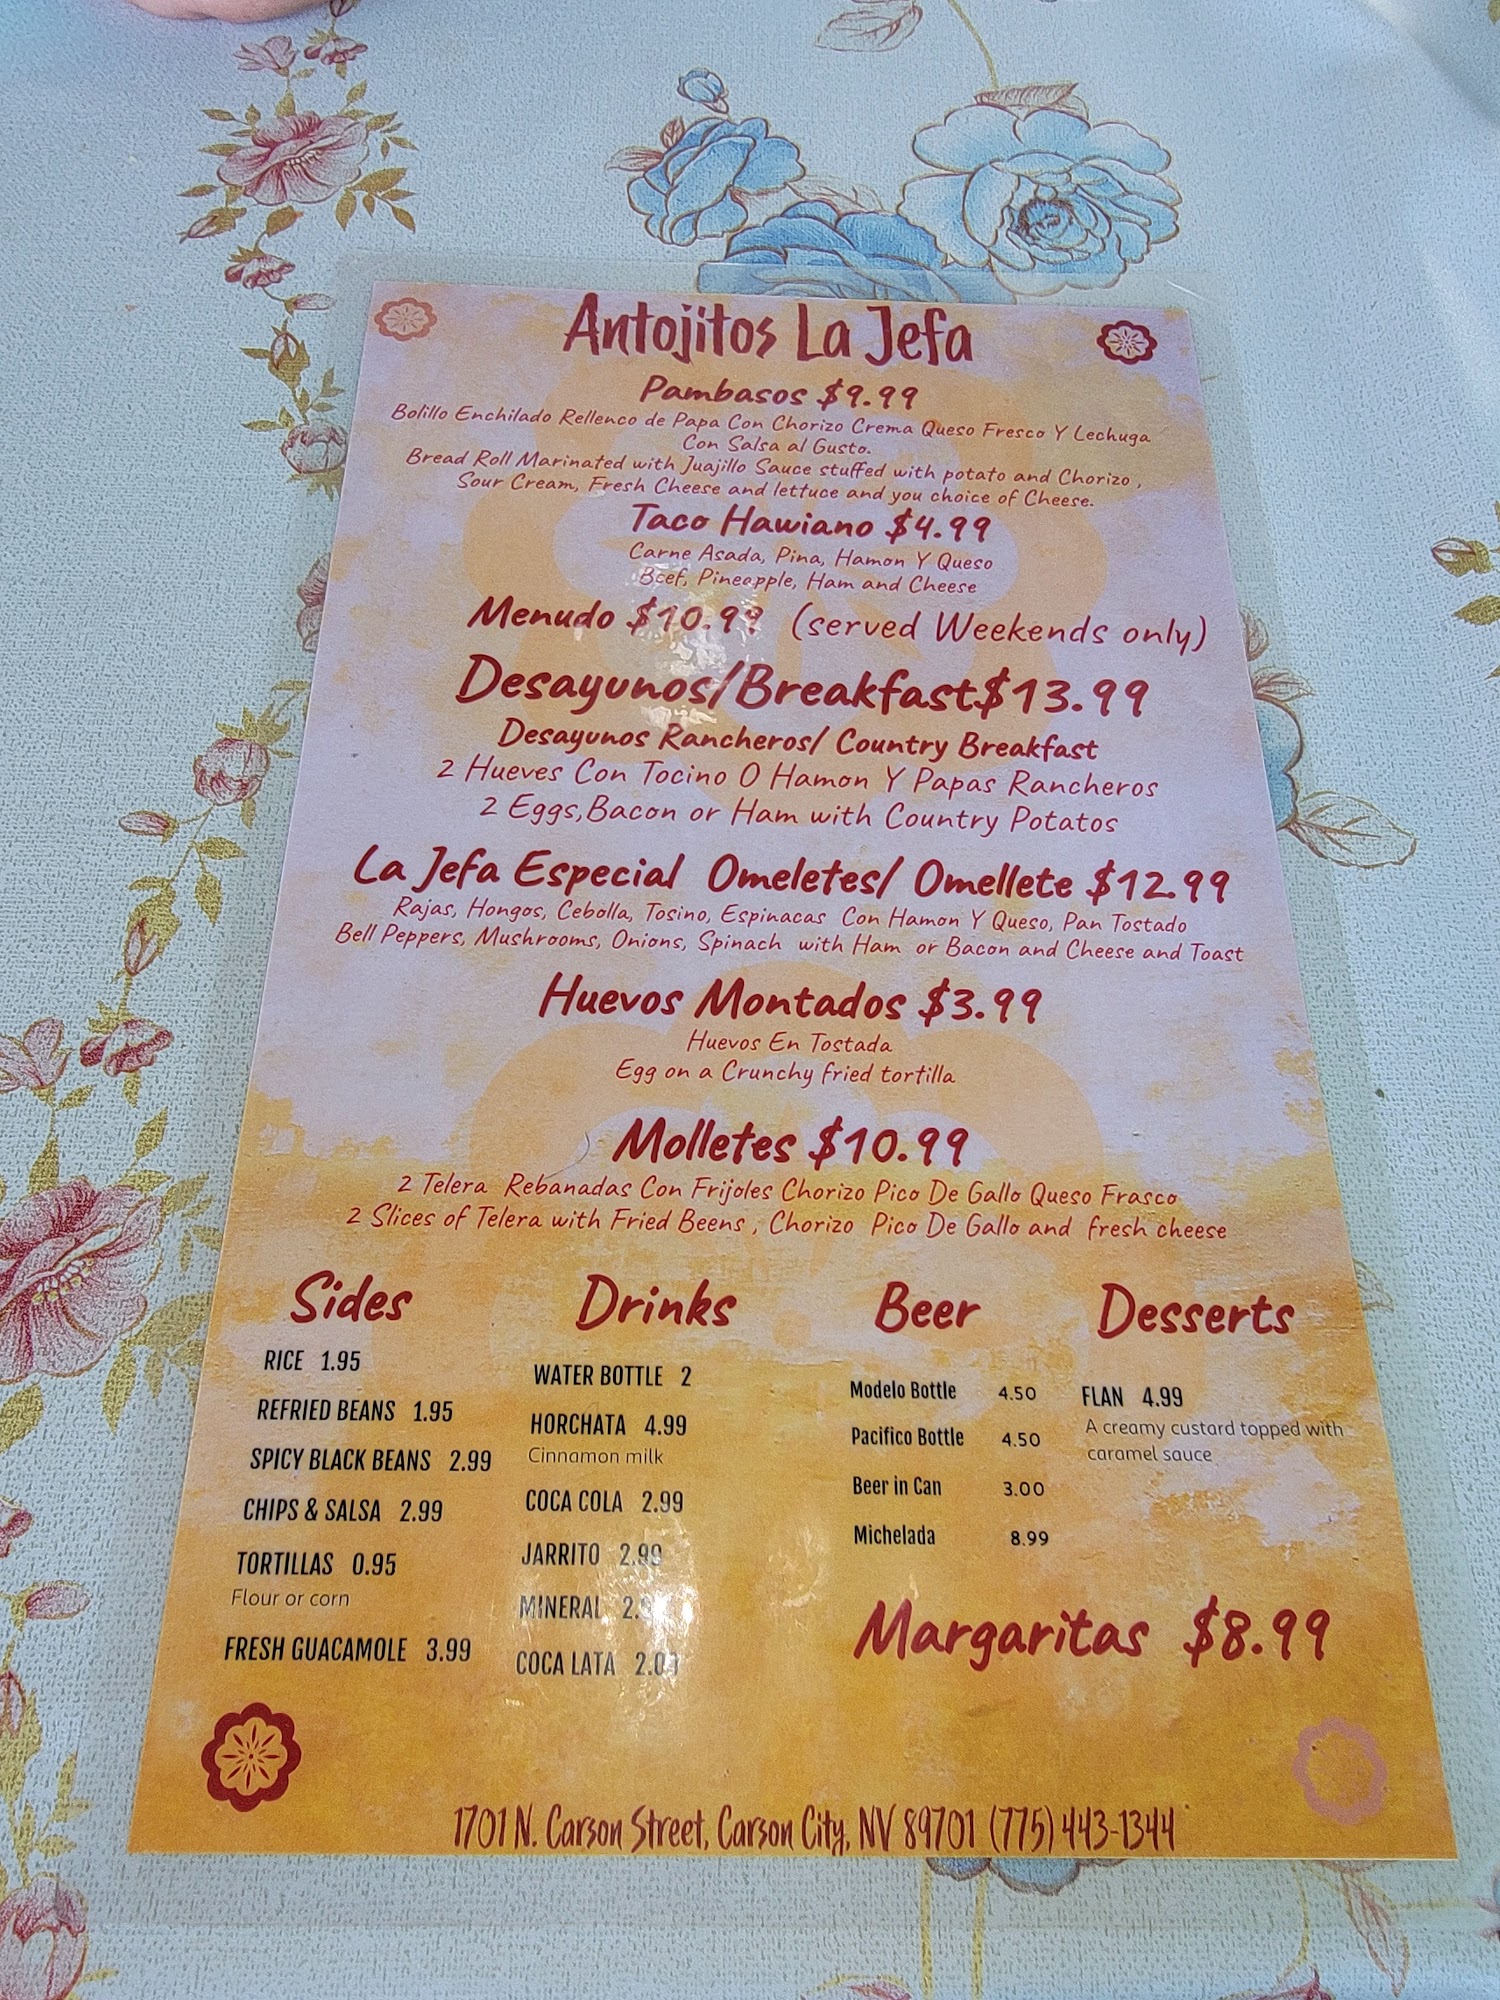 Antojitos La Jefa
Pambasos $9.99
Bolillo Enchilado Rellenco de Papa Con Chorizo Crema Queso Fresco Y Lechuga
Con Salsa al Gusto.
Bread Roll Marinated with Juajillo Sauce stuffed with potato and Chorizo ,
Sour Cream, Fresh Cheese and lettuce and you choice of Cheese.
Taco Hawiano $4.99
Carne Asada, Pina, Hamon Y Queso
Beef, Pineapple, Ham and Cheese
Menudo $10.99 (served Weekends only)
Desayunos/Breakfast$13.99
Desayunos Rancheros/ Country Breakfast
2 Hueves Con Tocino O Hamon Y Papas Rancheros
2 Eggs,Bacon or Ham with Country Potatos
La Jefa Especial Omeletes/ Omellete $12.99
Rajas, Hongos, Cebolla, Tosino, Espinacas Con Hamon Y Queso, Pan Tostado
Bell Peppers, Mushrooms, Onions, Spinach with Ham or Bacon and Cheese and Toast
Huevos Montados $3.99
Huevos En Tostada
Egg on a Crunchy fried tortilla
Molletes $10.99
2 Telera Rebanadas Con Frijoles Chorizo Pico De Gallo Queso Frasco
2 Slices of Telera with Fried Beens , Chorizo Pico De Gallo and fresh cheese
Sides
RICE 1.95
REFRIED BEANS 1.95
SPICY BLACK BEANS 2.99
CHIPS & SALSA 2.99
TORTILLAS 0.95
Flour or corn
FRESH GUACAMOLE 3.99
Drinks
WATER BOTTLE 2
HORCHATA 4.99
Cinnamon milk
COCA COLA 2.99
JARRITO 2.99
MINERAL
COCA LATA
Beer
Modelo Bottle 4.50
Pacifico Bottle 4.50
Beer in Can 3.00
Michelada 8.99
Desserts
FLAN 4.99
A creamy custard topped with
caramel sauce
Margaritas $8.99
1701 N. Carson Street, Carson City, NV 89701 (775) 443-1344